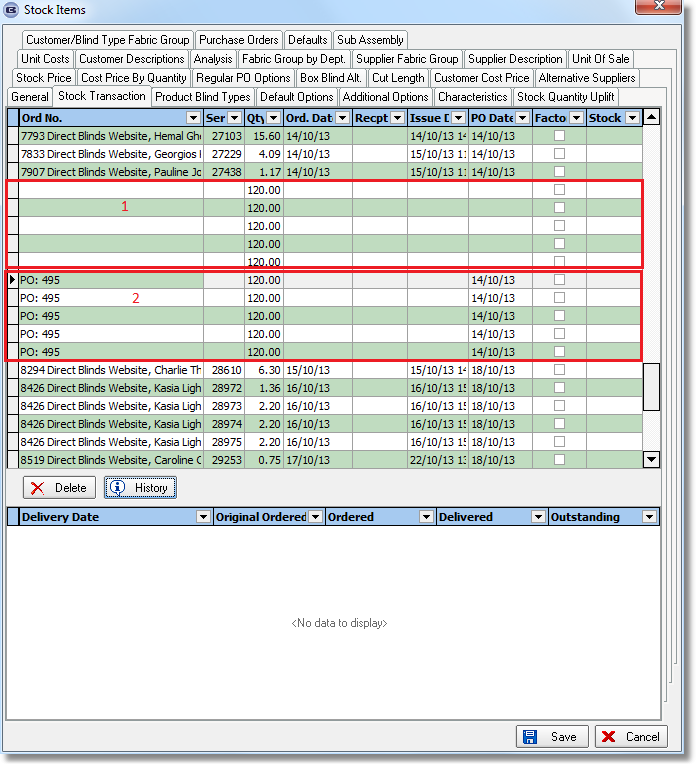 Stock Items
Customer/Blind Type Fabric Group Purchase Orders Defaults Sub Assembly
Unit Costs Customer Descriptions Analysis Fabric Group by Dept. Supplier Fabric Group Supplier Description Unit Of Sale
Stock Price Cost Price By Quantity Regular PO Options Box Blind Alt. Cut Length Customer Cost Price Alternative Suppliers
General Stock Transaction Product Blind Types Default Options Additional Options Characteristics Stock Quantity Uplift
Ord No. Ser Qty Ord. Date Recpt Issue D PO Date Facto Stock
7793 Direct Blinds Website, Hemal Gho 27103 15.60 14/10/13 14/10/13 14 14/10/13
7833 Direct Blinds Website, Georgios 27229 4.09 14/10/13 15/10/13 11 14/10/13
7907 Direct Blinds Website, Pauline Jo 27438 1.17 14/10/13 15/10/13 11 14/10/13
120.00
1 120.00
120.00
120.00
120.00
PO: 495 120.00 14/10/13
PO: 495 2 120.00 14/10/13
PO: 495 120.00 14/10/13
PO: 495 120.00 14/10/13
PO: 495 120.00 14/10/13
8294 Direct Blinds Website, Charlie Th 28610 6.30 15/10/13 15/10/13 14 18/10/13
8426 Direct Blinds Website, Kasia Ligh 28972 1.36 16/10/13 16/10/13 15 18/10/13
8426 Direct Blinds Website, Kasia Ligh 28973 2.20 16/10/13 16/10/13 15 18/10/13
8426 Direct Blinds Website, Kasia Ligh 28974 2.20 16/10/13 16/10/13 15 18/10/13
8426 Direct Blinds Website, Kasia Ligh 28975 2.20 16/10/13 16/10/13 15 18/10/13
8519 Direct Blinds Website, Caroline C 29253 0.75 17/10/13 22/10/13 13 18/10/13
Delete History
Delivery Date Original Ordered Ordered Delivered Outstanding
<No data to display>
Save Cancel